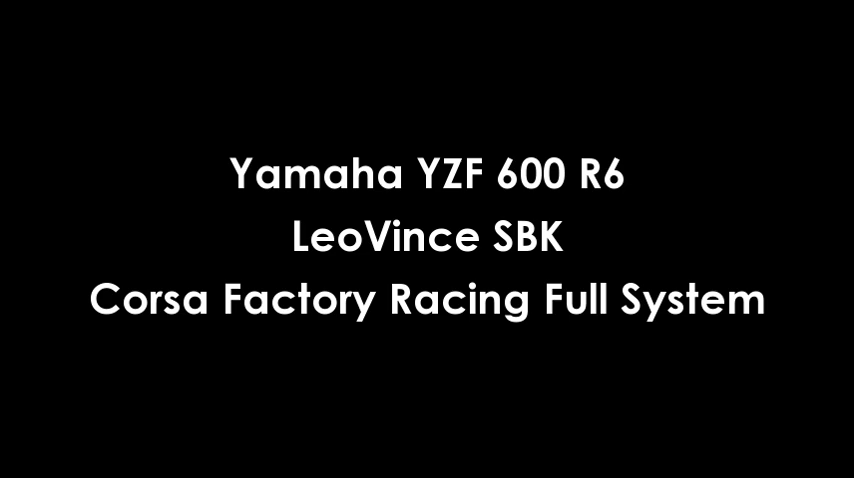 Yamaha YZF 600 R6
LeoVince SBK
Corsa Factory Racing Full System